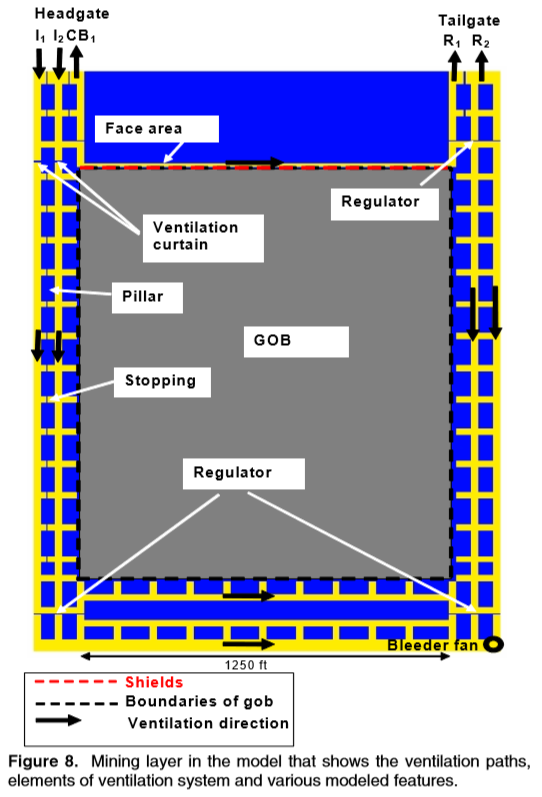 Headgate
I₁ I₂ CB₁
Tailgate
R₁ R₂
Face area
Regulator
Ventilation
curtain
Pillar
GOB
Stopping
Regulator
Bleeder fan
1250 ft
Shields
Boundaries of gob
Ventilation direction
Figure 8. Mining layer in the model that shows the ventilation paths,
elements of ventilation system and various modeled features.